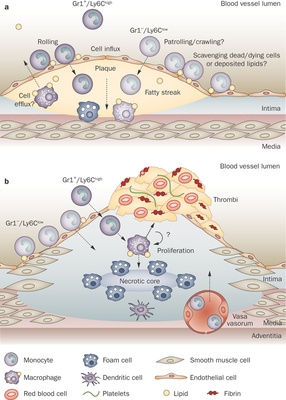 a
Gr1⁺/Ly6Chigh
Blood vessel lumen
Gr1⁻/Ly6Clow
Rolling
Cell influx
Patrolling/crawling?
Scavenging dead/dying cells
or deposited lipids?
Plaque
Cell
efflux?
Fatty streak
Intima
Media
Blood vessel lumen
b
Gr1⁺/Ly6Chigh
Thrombi
Gr1⁻/Ly6Clow
?
Proliferation
Necrotic core
Intima
Vasa
vasorum
Media
Adventitia
Monocyte
Foam cell
Smooth muscle cell
Macrophage
Dendritic cell
Endothelial cell
Red blood cell
Platelets
Lipid
Fibrin